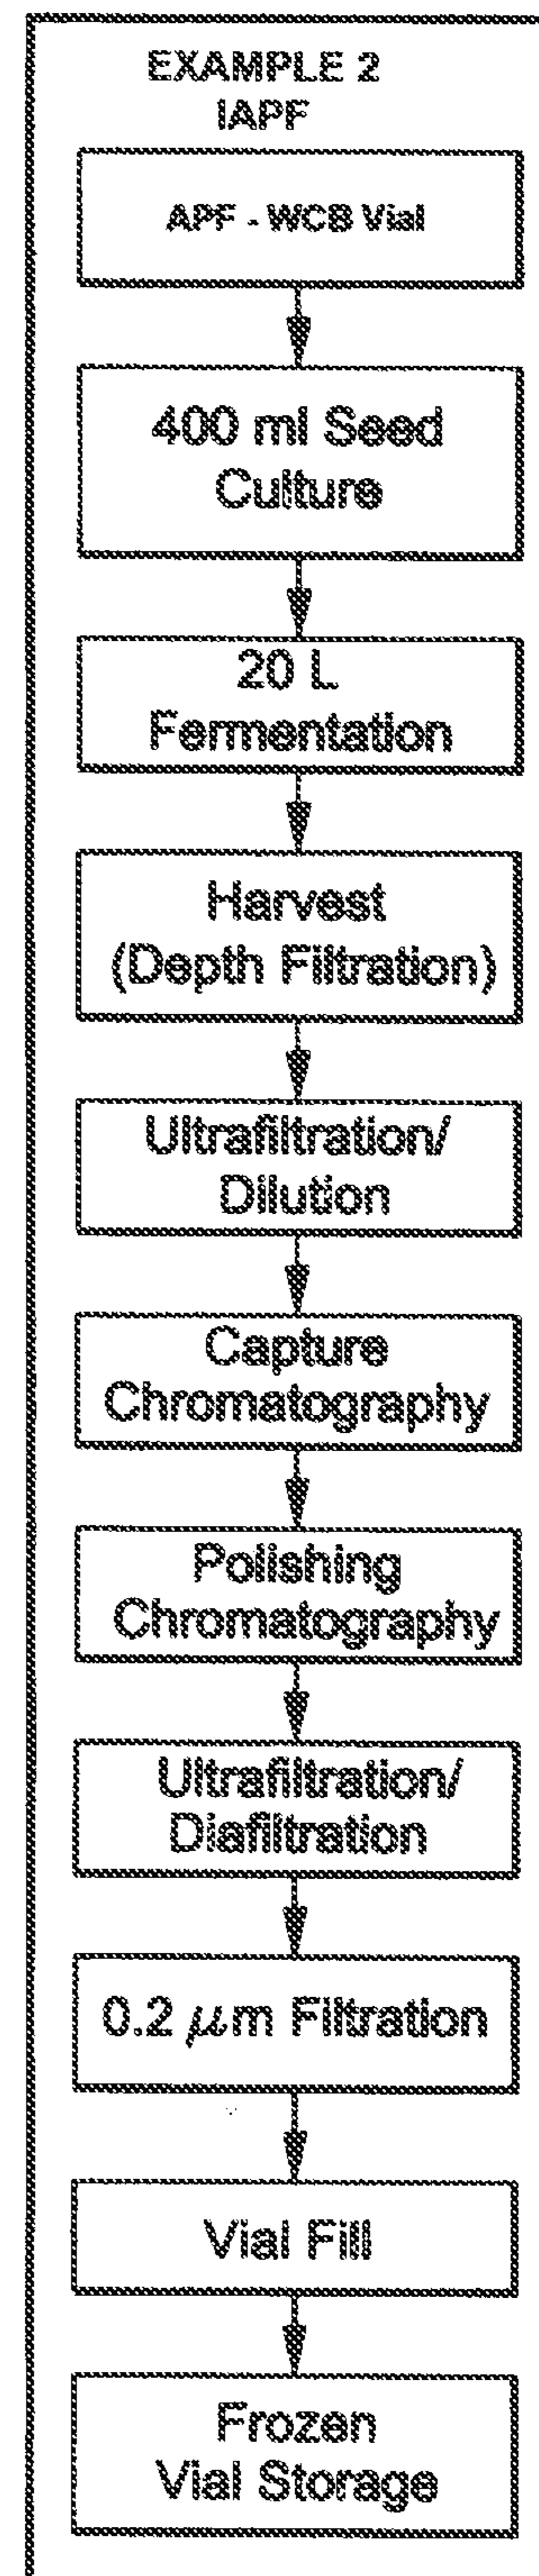 EXAMPLE 2
IAPF
APF - WCB Vial
400 ml Seed
Culture
20 L
Fermentation
Harvest
(Depth Filtration)
Ultrafiltration/
Dilution
Capture
Chromatography
Polishing
Chromatography
Ultrafiltration/
Diafiltration
0.2 μm Filtration
Vial Fill
Frozen
Vial Storage